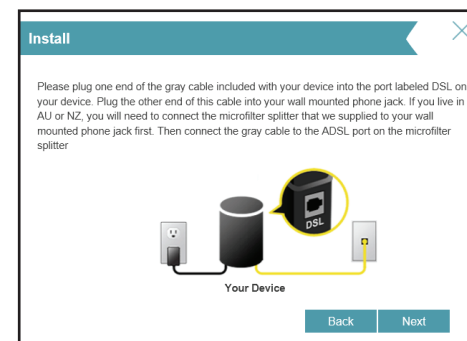 Install
Please plug one end of the gray cable included with your device into the port labeled DSL on
your device. Plug the other end of this cable into your wall mounted phone jack. If you live in
AU or NZ, you will need to connect the microfilter splitter that we supplied to your wall
mounted phone jack first. Then connect the gray cable to the ADSL port on the microfilter
splitter
DSL
Your Device
Back Next